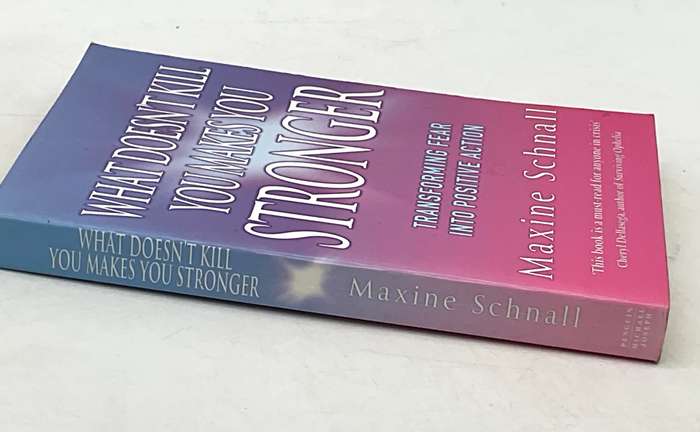 WHAT DOESN'T KILL
YOU MAKES YOU
STRONGER
TRANSFORMING FEAR
INTO POSITIVE ACTION
Maxine Schnall
'This book is a must-read for anyone in crisis'
Cheryl Dellasega, author of Surviving Ophelia
WHAT DOESN'T KILL
YOU MAKES YOU STRONGER
Maxine Schnall
PENGUIN
MICHAEL
JOSEPH